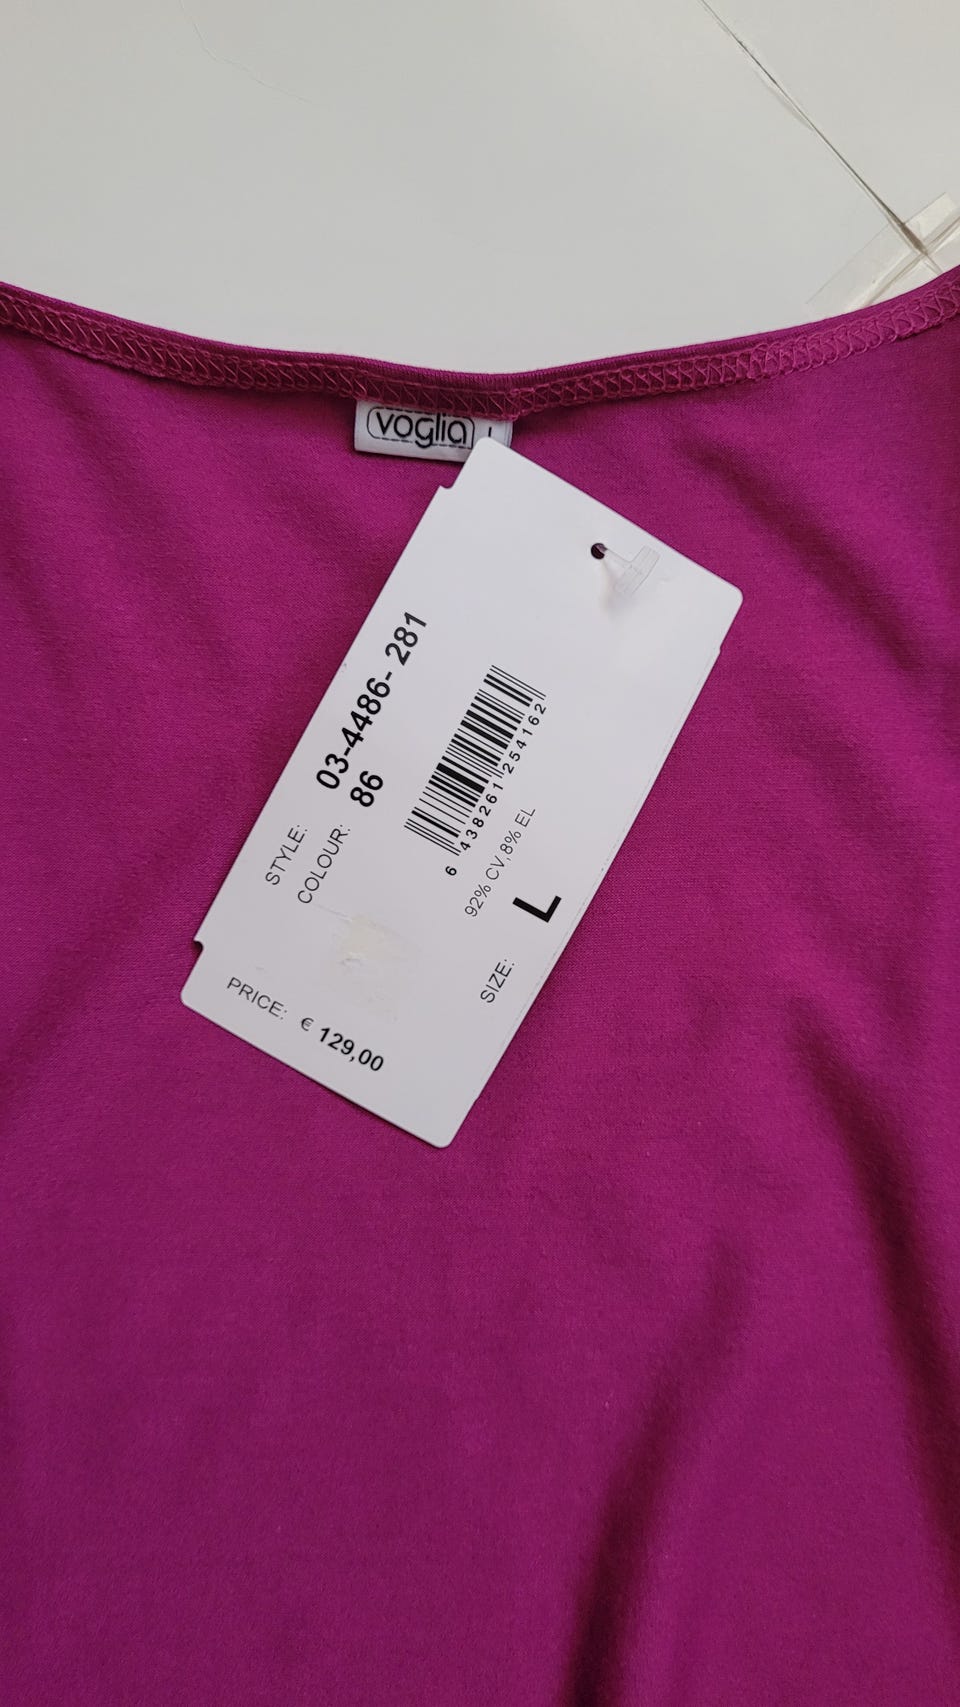 voglia L
STYLE: 03-4486- 281
COLOUR: 86
6 438261 254162
92% CV,8% EL
SIZE: L
PRICE: € 129,00